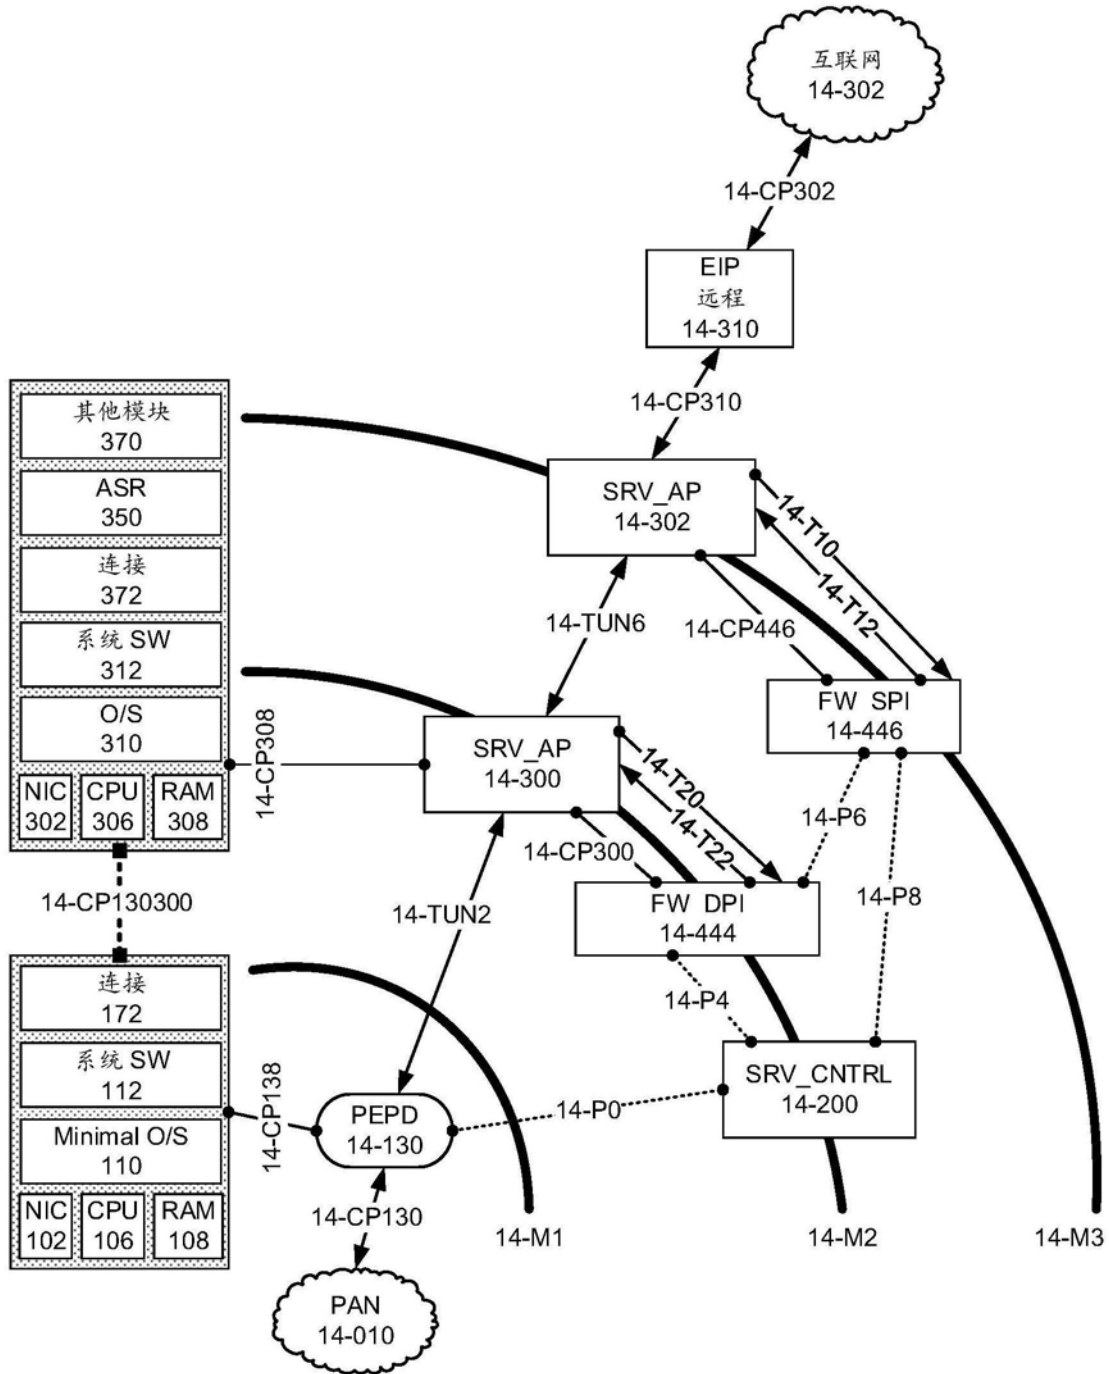 互联网
14-302
14-CP302
EIP
远程
14-310
14-CP310
其他模块
370
ASR
350
连接
372
系统 SW
312
O/S
310
NIC
302
CPU
306
RAM
308
14-CP308
SRV_AP
14-302
14-T10
14-T12
14-TUN6
14-CP446
FW_SPI
14-446
SRV_AP
14-300
14-T20
14-T22
14-CP300
14-P6
14-P8
FW_DPI
14-444
14-CP130300
14-TUN2
14-P4
连接
172
系统 SW
112
Minimal O/S
110
NIC
102
CPU
106
RAM
108
14-CP138
PEPD
14-130
14-P0
SRV_CNTRL
14-200
14-CP130
14-M1
14-M2
14-M3
PAN
14-010